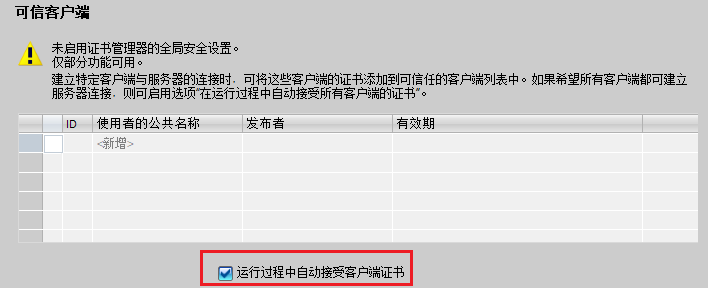 可信客户端
未启用证书管理器的全局安全设置。
仅部分功能可用。
建立特定客户端与服务器的连接时，可将这些客户端的证书添加到可信任的客户端列表中。如果希望所有客户端都可建立
服务器连接，则可启用选项"在运行过程中自动接受所有客户端的证书"。
ID 使用者的公共名称 发布者 有效期
<新增>
运行过程中自动接受客户端证书